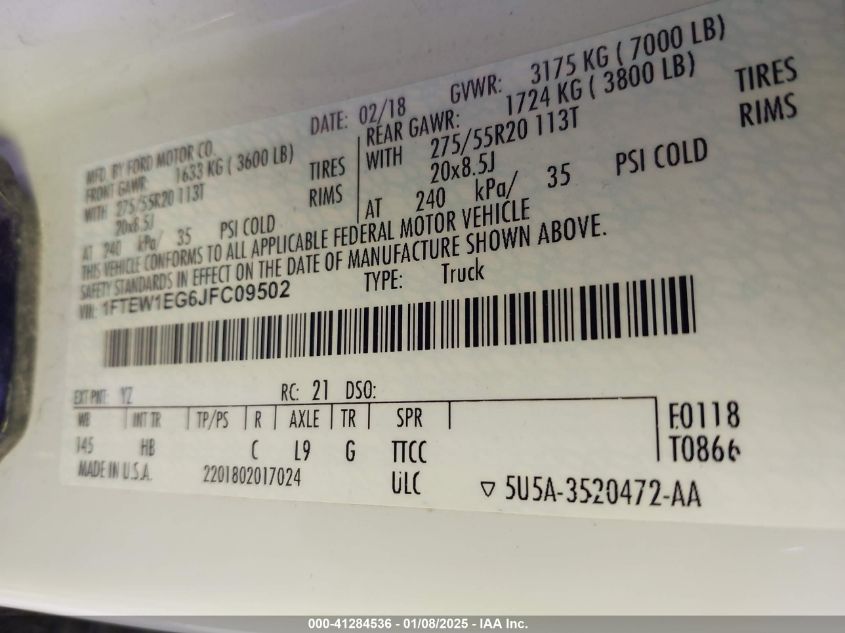 MFD. BY FORD MOTOR CO. DATE: 02/18 GVWR: 3175 KG ( 7000 LB)
FRONT GAWR: 1633 KG ( 3600 LB) REAR GAWR: 1724 KG ( 3800 LB)
WITH 275/55R20 113T TIRES WITH 275/55R20 113T TIRES
20x8.5J RIMS 20x8.5J RIMS
AT 240 kPa/ 35 PSI COLD AT 240 kPa/ 35 PSI COLD
THIS VEHICLE CONFORMS TO ALL APPLICABLE FEDERAL MOTOR VEHICLE
SAFETY STANDARDS IN EFFECT ON THE DATE OF MANUFACTURE SHOWN ABOVE.
VIN: 1FTEW1EG6JFC09502 TYPE: Truck
EXT PNT: YZ RC: 21 DSO:
WB INT TR TP/PS R AXLE TR SPR E0118
145 HB C L9 G TTCC T0866
MADE IN U.S.A. 2201802017024 ULC ▽ 5U5A-3520472-AA
000-41284536 - 01/08/2025 - IAA Inc.